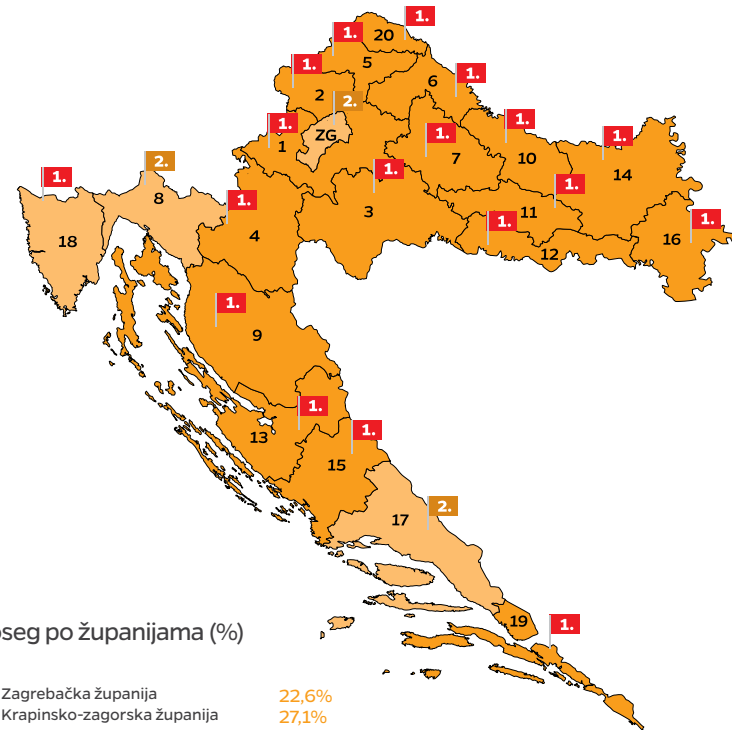 1.
1. 20
5
1. 6 1.
2 2.
1. ZG 1. 1. 1.
1 7 10 14
1. 2. 1. 1.
8 3 11
18 1. 4 1. 12 16 1.
1.
9
1.
13 1.
15
17 2.
19 1.
oseg po županijama (%)
Zagrebačka županija 22,6%
Krapinsko-zagorska županija 27,1%